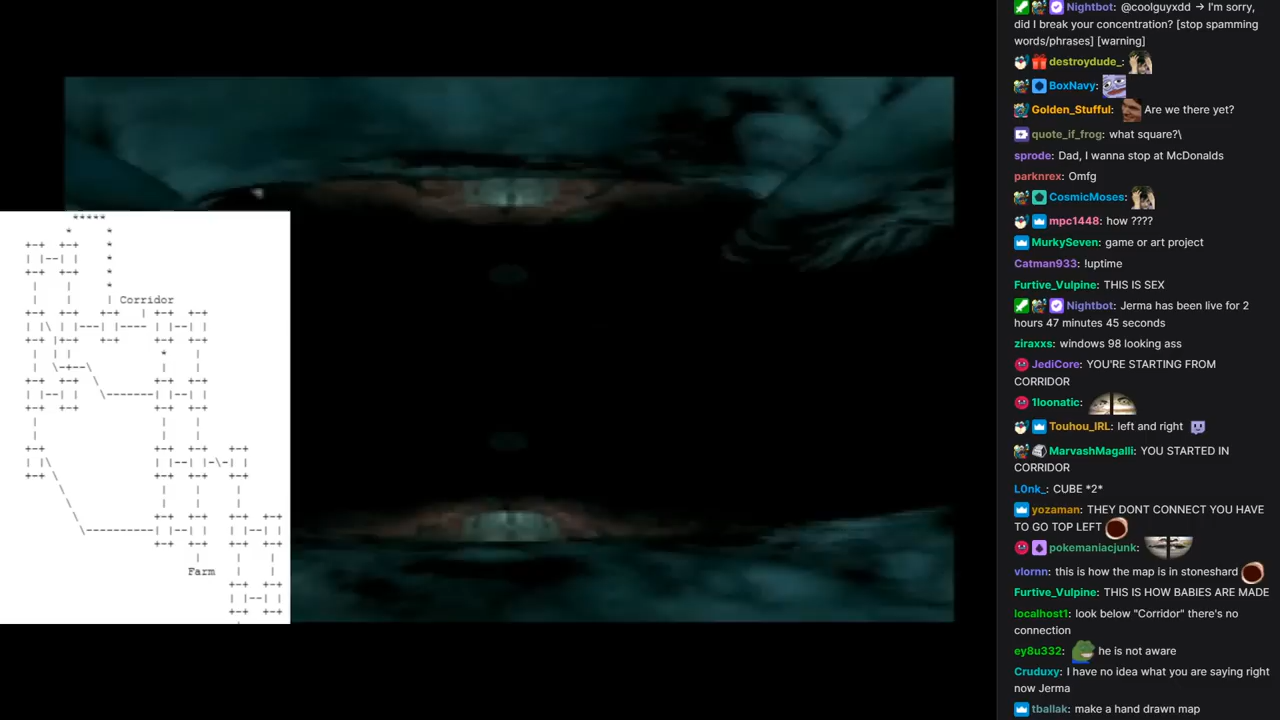 Corridor
Farm
Nightbot: @coolguyxdd → I'm sorry,
did I break your concentration? [stop spamming
words/phrases] [warning]
destroydude_:
BoxNavy:
Golden_Stufful: Are we there yet?
quote_if_frog: what square?\
sprode: Dad, I wanna stop at McDonalds
parknrex: Omfg
CosmicMoses:
mpc1448: how ????
MurkySeven: game or art project
Catman933: !uptime
Furtive_Vulpine: THIS IS SEX
Nightbot: Jerma has been live for 2
hours 47 minutes 45 seconds
ziraxxs: windows 98 looking ass
JediCore: YOU'RE STARTING FROM
CORRIDOR
1loonatic:
Touhou_IRL: left and right
MarvashMagalli: YOU STARTED IN
CORRIDOR
L0nk_: CUBE *2*
yozaman: THEY DONT CONNECT YOU HAVE
TO GO TOP LEFT
pokemaniacjunk:
vlornn: this is how the map is in stoneshard
Furtive_Vulpine: THIS IS HOW BABIES ARE MADE
localhost1: look below "Corridor" there's no
connection
ey8u332: he is not aware
Cruduxy: I have no idea what you are saying right
now Jerma
tballak: make a hand drawn map